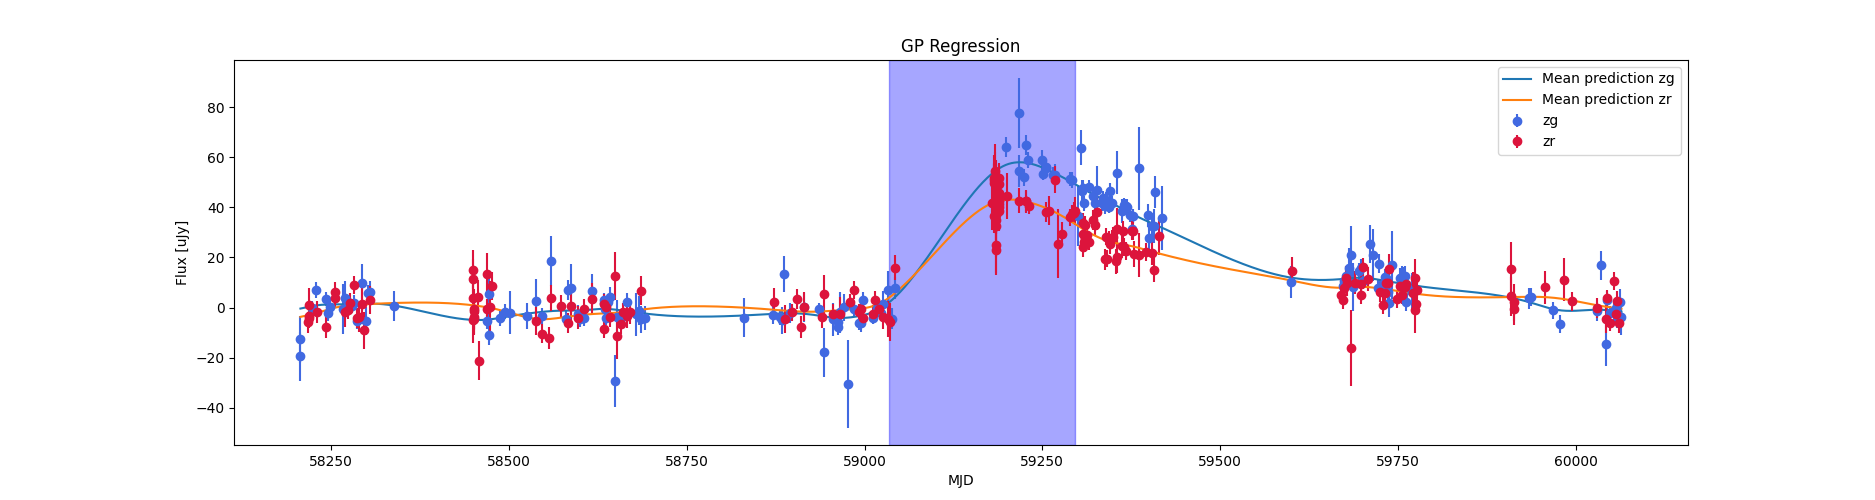 GP Regression
Flux [uJy]
80
60
40
20
0
−20
−40
58250 58500 58750 59000 59250 59500 59750 60000
MJD
Mean prediction zg
Mean prediction zr
zg
zr